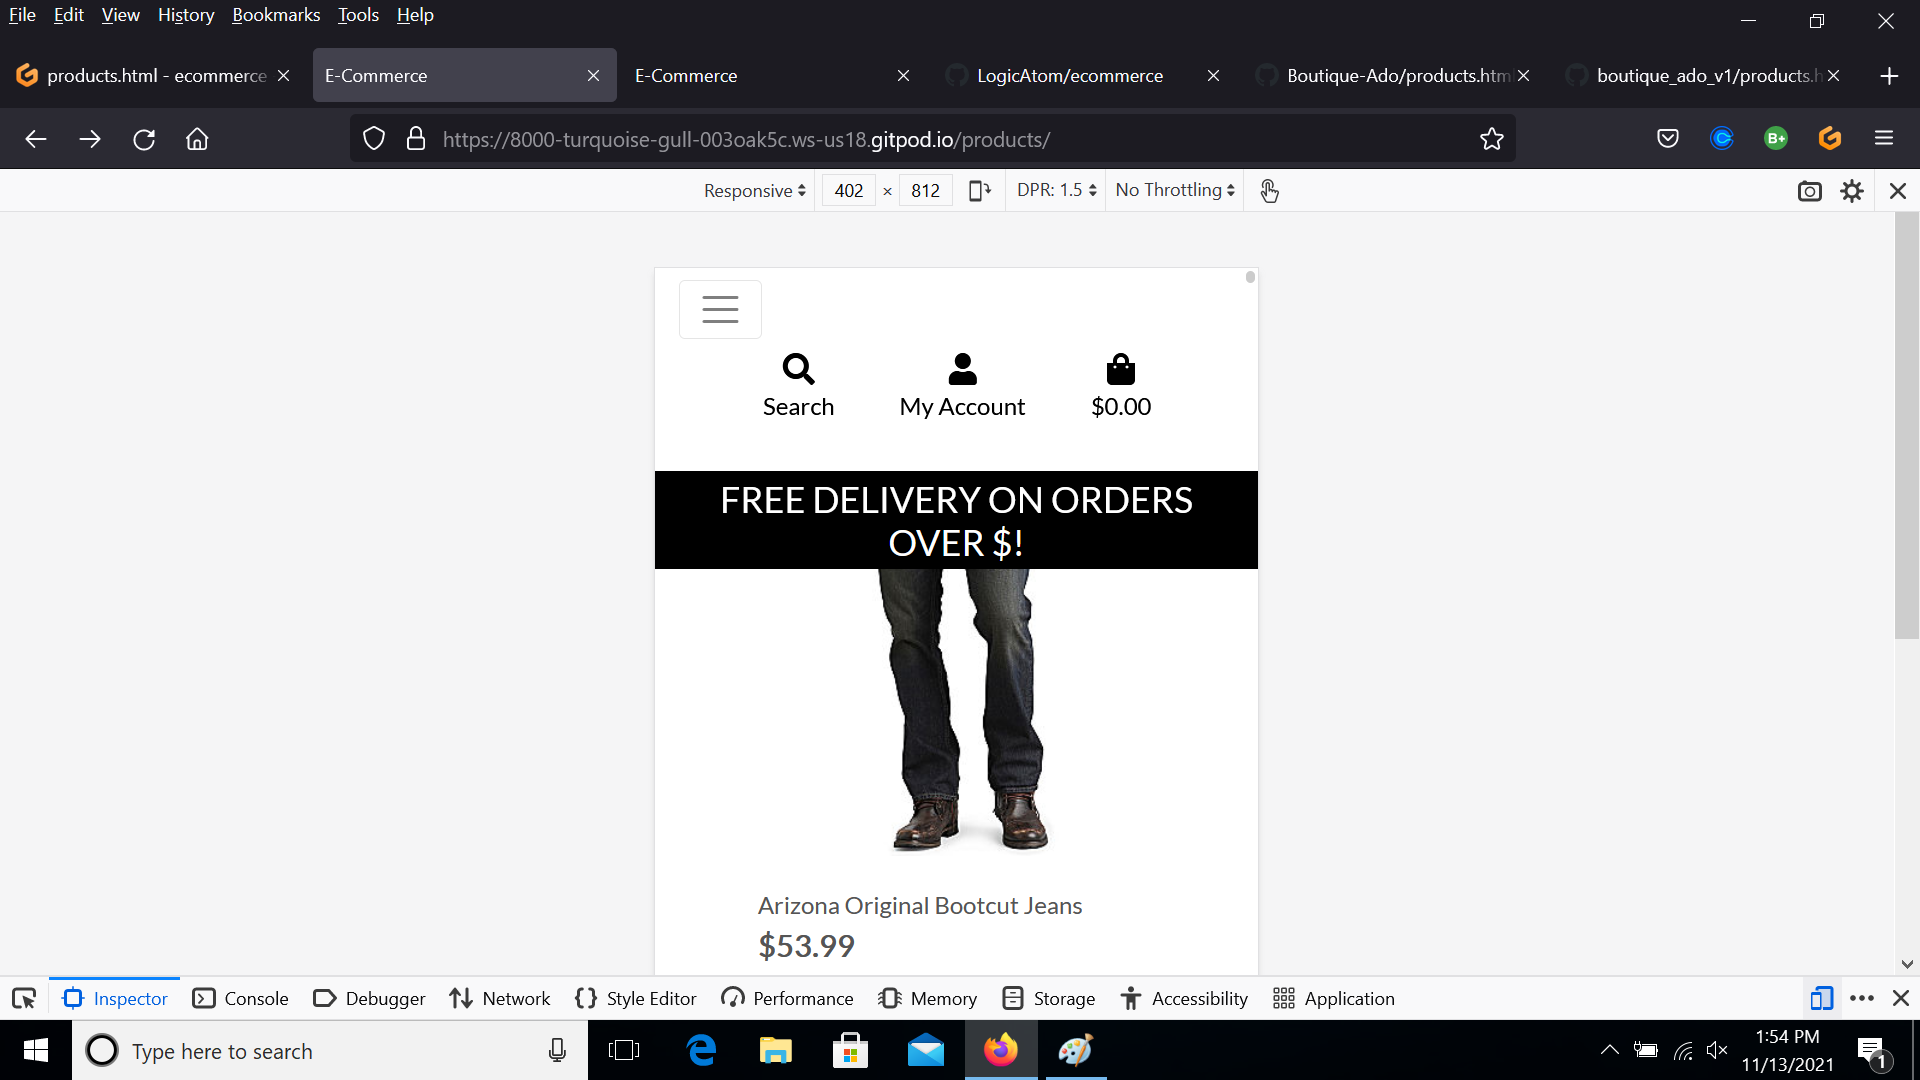 File Edit View History Bookmarks Tools Help
products.html - ecommerce
E-Commerce
E-Commerce
LogicAtom/ecommerce
Boutique-Ado/products.htm
boutique_ado_v1/products.h
https://8000-turquoise-gull-003oak5c.ws-us18.gitpod.io/products/
B+
Responsive 402 × 812 DPR: 1.5 No Throttling
Search My Account $0.00
FREE DELIVERY ON ORDERS
OVER $!
Arizona Original Bootcut Jeans
$53.99
Inspector Console Debugger Network Style Editor Performance Memory Storage Accessibility Application
Type here to search
1:54 PM
11/13/2021
1